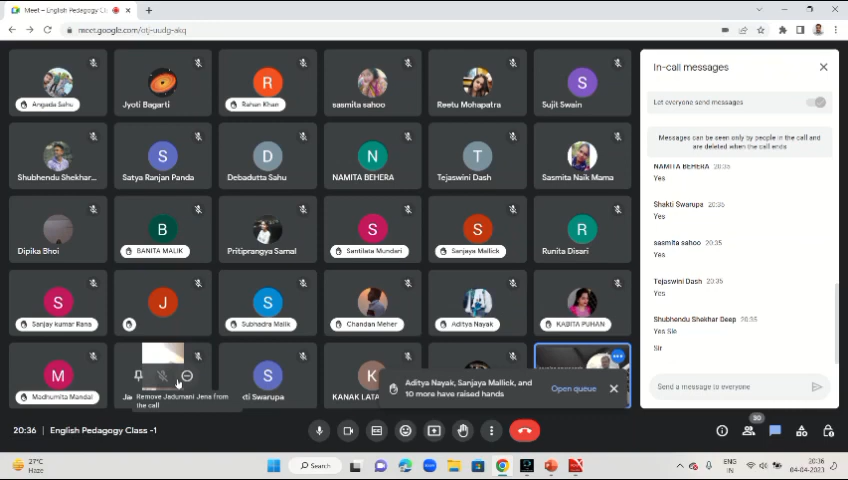 Meet – English Pedagogy Class
meet.google.com/otj-uudg-akq
Angada Sahu
Jyoti Bagarti
R
Rahan Khan
sasmita sahoo
Reetu Mohapatra
S
Sujit Swain
Shubhendu Shekhar...
S
Satya Ranjan Panda
D
Debadutta Sahu
N
NAMITA BEHERA
T
Tejaswini Dash
Sasmita Naik Mama
Dipika Bhoi
B
BANITA MALIK
Pritiprangya Samal
S
Santilata Mundari
S
Sanjaya Mallick
R
Runita Disari
S
Sanjay kumar Rana
J
S
Subhadra Malik
Chandan Meher
Aditya Nayak
KABITA PUHAN
M
Madhumita Mandal
Remove Jadumani Jena from
the call
S
Swarupa
K
KANAK LATA
Aditya Nayak, Sanjaya Mallick, and
10 more have raised hands
Open queue
In-call messages
Let everyone send messages
Messages can be seen only by people in the call and
are deleted when the call ends
NAMITA BEHERA 20:35
Yes
Shakti Swarupa 20:35
Yes
sasmita sahoo 20:35
Yes
Tejaswini Dash 20:35
Yes
Shubhendu Shekhar Deep 20:35
Yes Sie
Sir
Send a message to everyone
20:36
English Pedagogy Class -1
30
27°C
Haze
Search
ENG
IN
20:36
04-04-2023